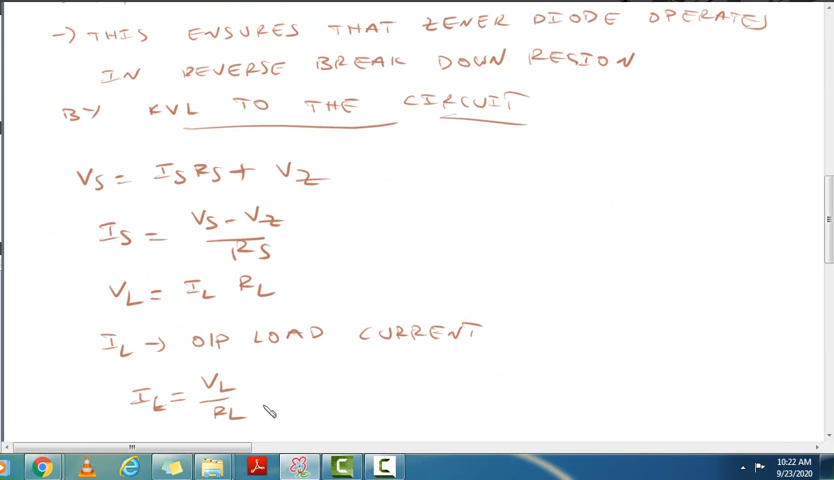 -> THIS ENSURES THAT ZENER DIODE OPERATES
IN REVERSE BREAK DOWN REGION
BY KVL TO THE CIRCUIT
VS = IS RS + VZ
IS = VS - VZ / RS
VL = IL RL
IL -> O/P LOAD CURRENT
IL = VL / RL
10:22 AM
9/23/2020